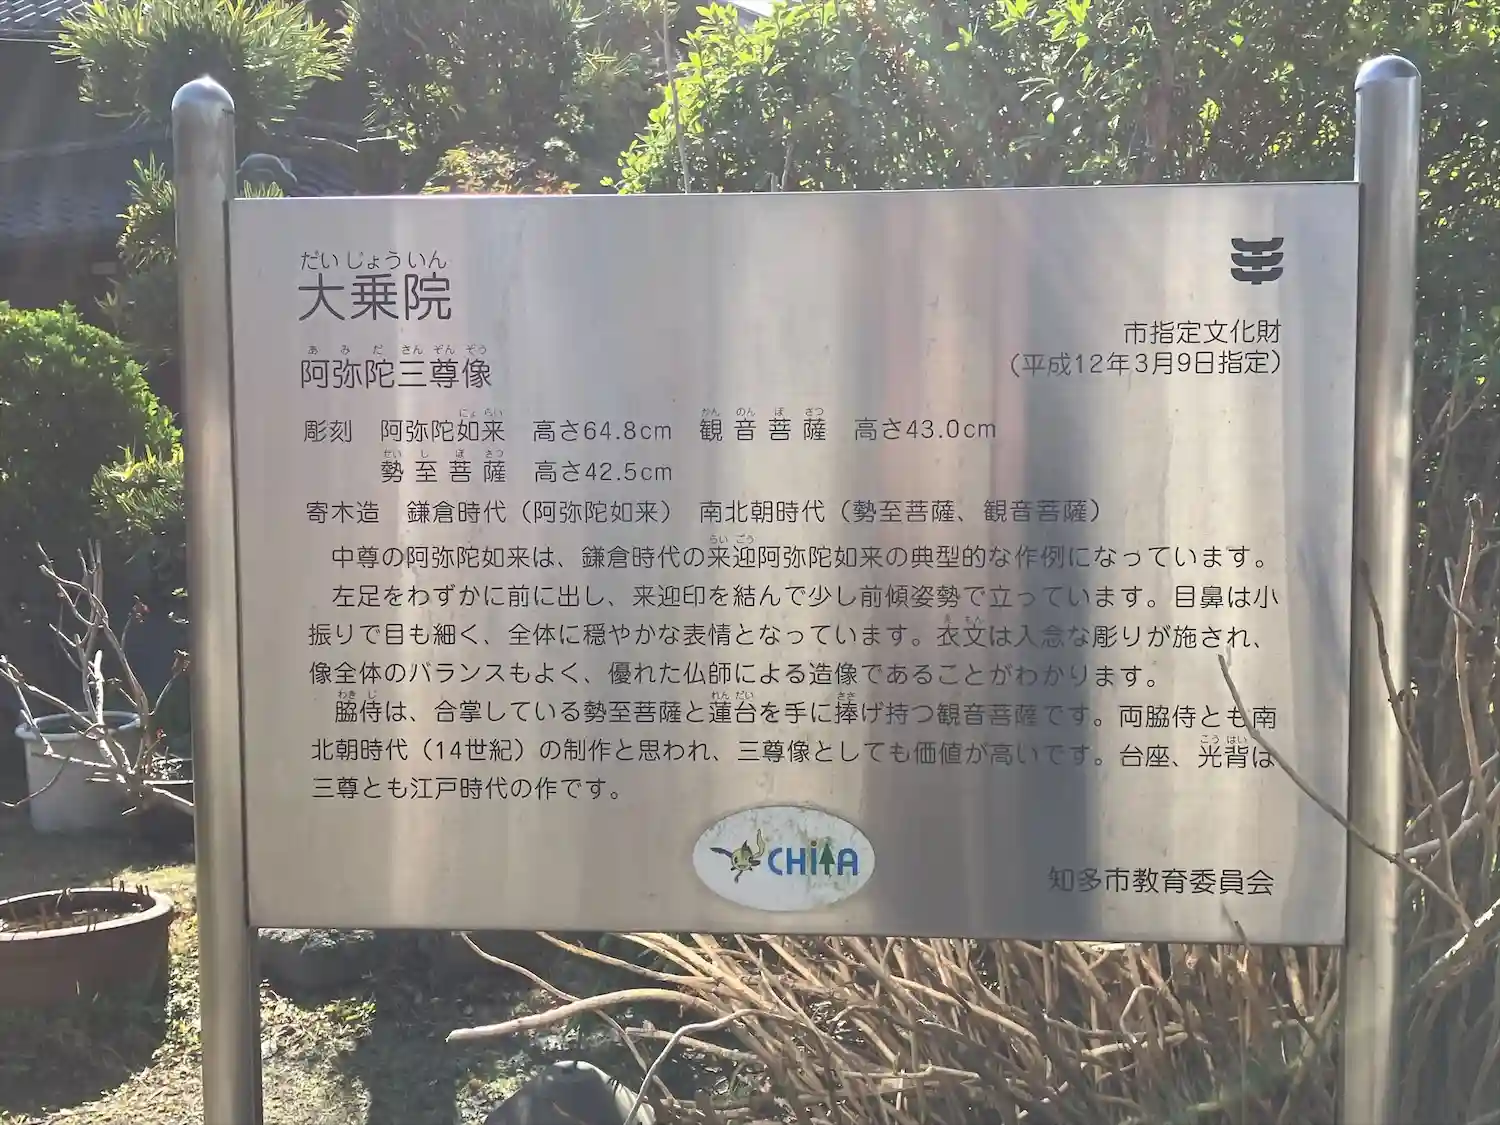 だいじょういん
大乗院
市指定文化財
(平成12年3月9日指定)
あみださんぞんぞう
阿弥陀三尊像
にょらい かんのんぼさつ
彫刻 阿弥陀如来 高さ64.8cm 観音菩薩 高さ43.0cm
せいしぼさつ
勢至菩薩 高さ42.5cm
寄木造 鎌倉時代(阿弥陀如来) 南北朝時代(勢至菩薩、観音菩薩)
らいごう
中尊の阿弥陀如来は、鎌倉時代の来迎阿弥陀如来の典型的な作例になっています。
左足をわずかに前に出し、来迎印を結んで少し前傾姿勢で立っています。目鼻は小
えもん
振りで目も細く、全体に穏やかな表情となっています。衣文は入念な彫りが施され、
像全体のバランスもよく、優れた仏師による造像であることがわかります。
わきじ れんだい ささ
脇侍は、合掌している勢至菩薩と蓮台を手に捧げ持つ観音菩薩です。両脇侍とも南
こうはい
北朝時代(14世紀)の制作と思われ、三尊像としても価値が高いです。台座、光背は
三尊とも江戸時代の作です。
CHITA
知多市教育委員会